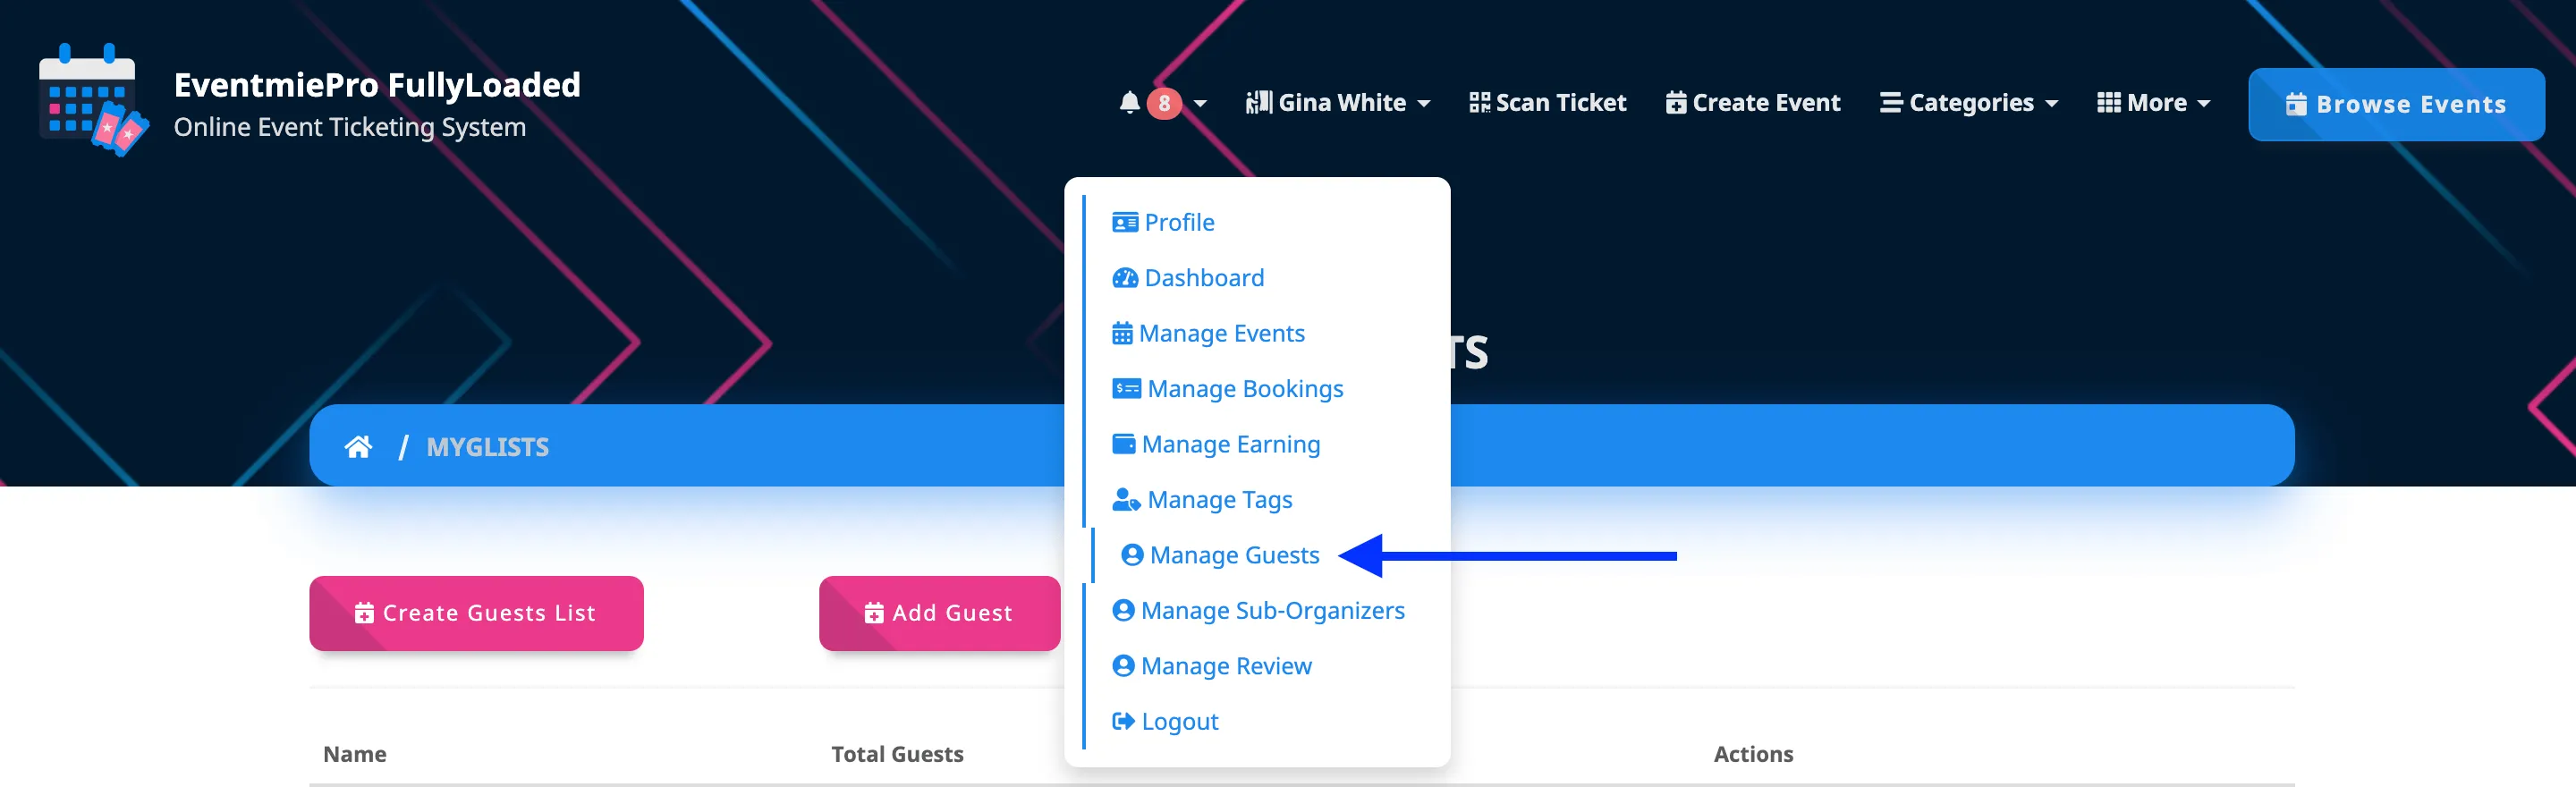 EventmiePro FullyLoaded
Online Event Ticketing System
8
Gina White
Scan Ticket
Create Event
Categories
More
Browse Events
Profile
Dashboard
Manage Events
Manage Bookings
Manage Earning
Manage Tags
Manage Guests
Manage Sub-Organizers
Manage Review
Logout
TS
/ MYGLISTS
Create Guests List
Add Guest
Name
Total Guests
Actions